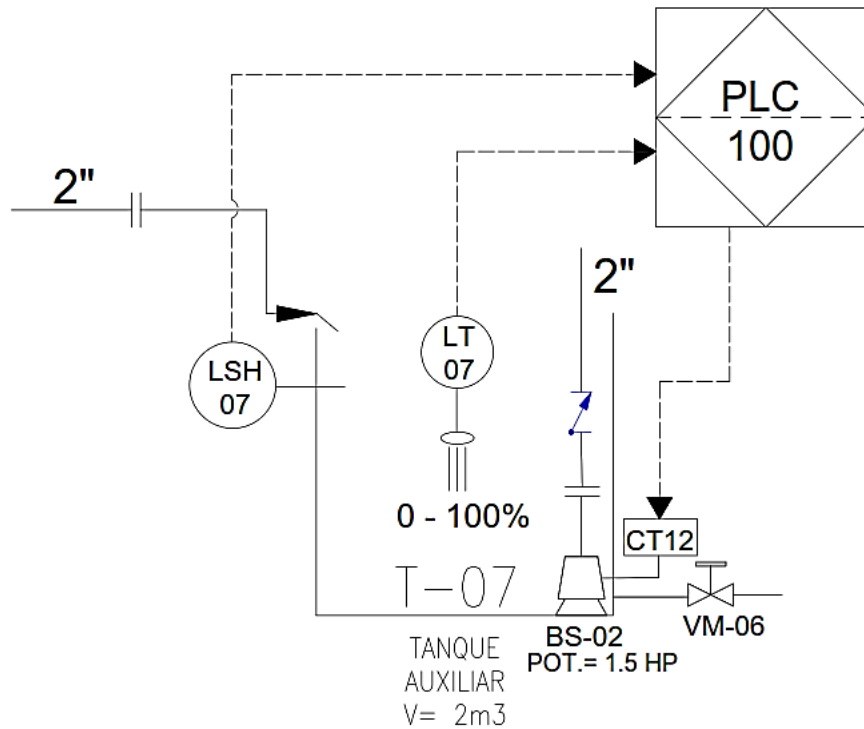 PLC
100
2"
2"
LT
07
LSH
07
0 - 100%
CT12
T-07
BS-02
POT.= 1.5 HP
VM-06
TANQUE
AUXILIAR
V= 2m3